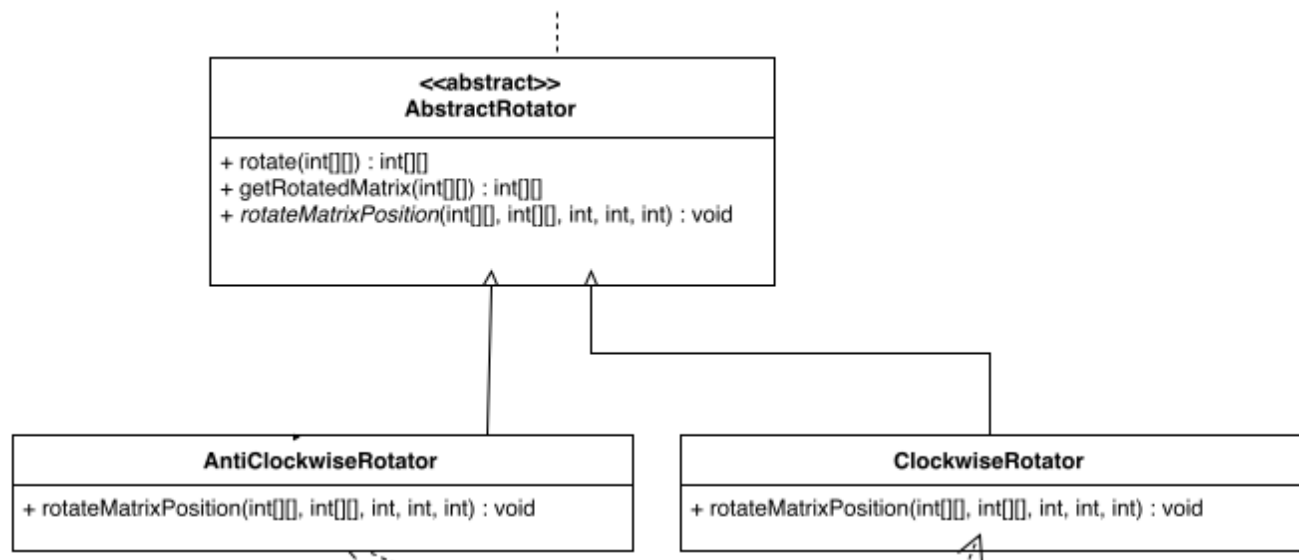 <<abstract>>
AbstractRotator
+ rotate(int[][]) : int[][]
+ getRotatedMatrix(int[][]) : int[][]
+ rotateMatrixPosition(int[][], int[][], int, int, int) : void
AntiClockwiseRotator
+ rotateMatrixPosition(int[][], int[][], int, int, int) : void
ClockwiseRotator
+ rotateMatrixPosition(int[][], int[][], int, int, int) : void